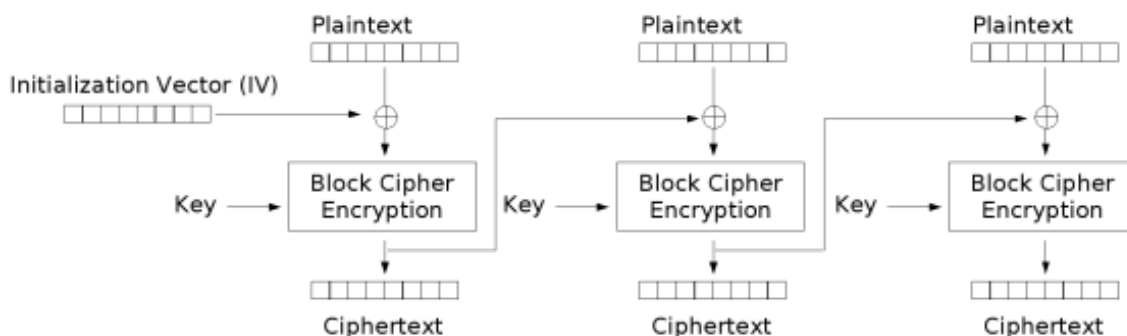 Plaintext Plaintext Plaintext
Initialization Vector (IV)
Block Cipher Block Cipher Block Cipher
Key Encryption Key Encryption Key Encryption
Ciphertext Ciphertext Ciphertext